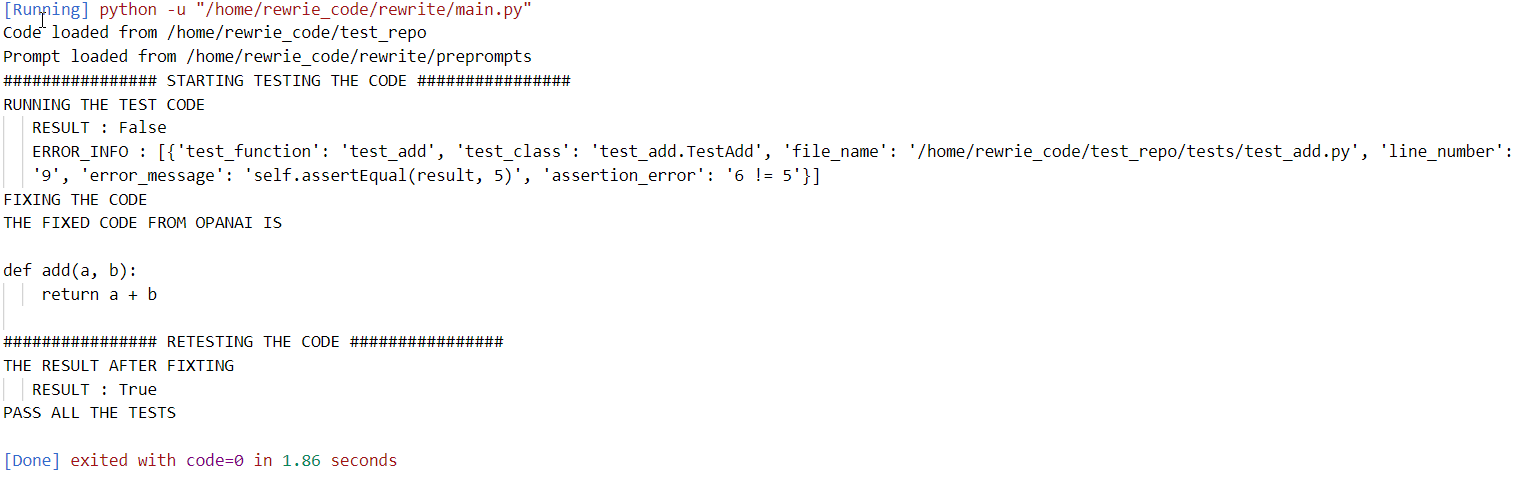 [Running] python -u "/home/rewrie_code/rewrite/main.py"
Code loaded from /home/rewrie_code/test_repo
Prompt loaded from /home/rewrie_code/rewrite/preprompts
################ STARTING TESTING THE CODE ################
RUNNING THE TEST CODE
RESULT : False
ERROR_INFO : [{'test_function': 'test_add', 'test_class': 'test_add.TestAdd', 'file_name': '/home/rewrie_code/test_repo/tests/test_add.py', 'line_number':
'9', 'error_message': 'self.assertEqual(result, 5)', 'assertion_error': '6 != 5'}]
FIXING THE CODE
THE FIXED CODE FROM OPANAI IS
def add(a, b):
return a + b
################ RETESTING THE CODE ################
THE RESULT AFTER FIXTING
RESULT : True
PASS ALL THE TESTS
[Done] exited with code=0 in 1.86 seconds